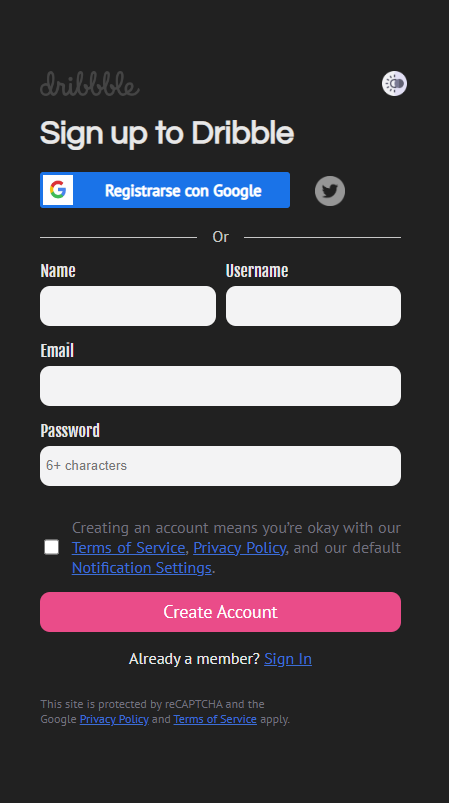 dribbble
Sign up to Dribble
G Registrarse con Google
Or
Name Username
Email
Password
6+ characters
Creating an account means you're okay with our
Terms of Service, Privacy Policy, and our default
Notification Settings.
Create Account
Already a member? Sign In
This site is protected by reCAPTCHA and the
Google Privacy Policy and Terms of Service apply.